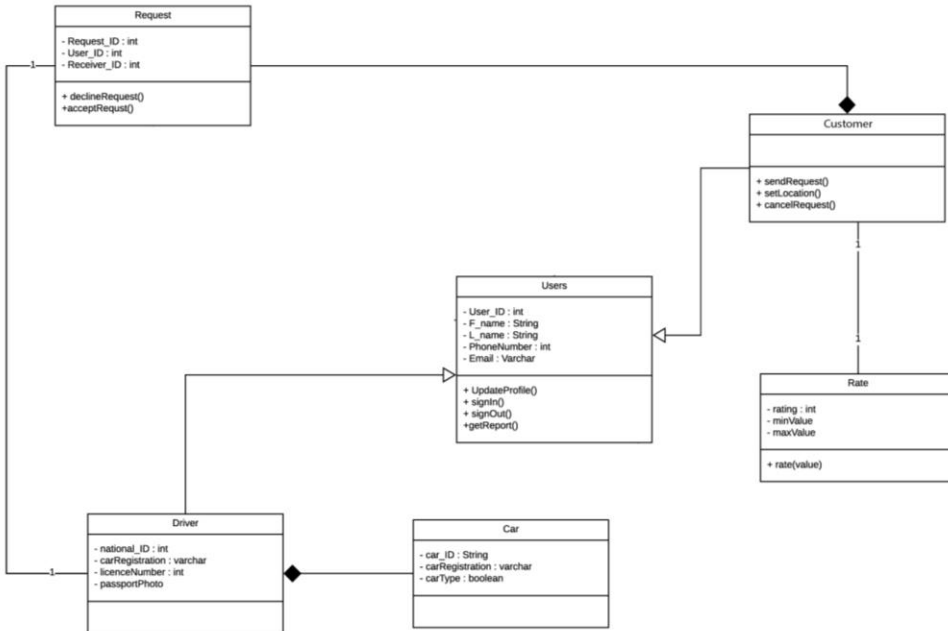 Request
- Request_ID : int
- User_ID : int
- Receiver_ID : int
+ declineRequest()
+acceptRequst()
1
Customer
+ sendRequest()
+ setLocation()
+ cancelRequest()
1
1
Users
- User_ID : int
- F_name : String
- L_name : String
- PhoneNumber : int
- Email : Varchar
+ UpdateProfile()
+ signIn()
+ signOut()
+getReport()
Rate
- rating : int
- minValue
- maxValue
+ rate(value)
Driver
- national_ID : int
- carRegistration : varchar
- licenceNumber : int
- passportPhoto
1
Car
- car_ID : String
- carRegistration : varchar
- carType : boolean